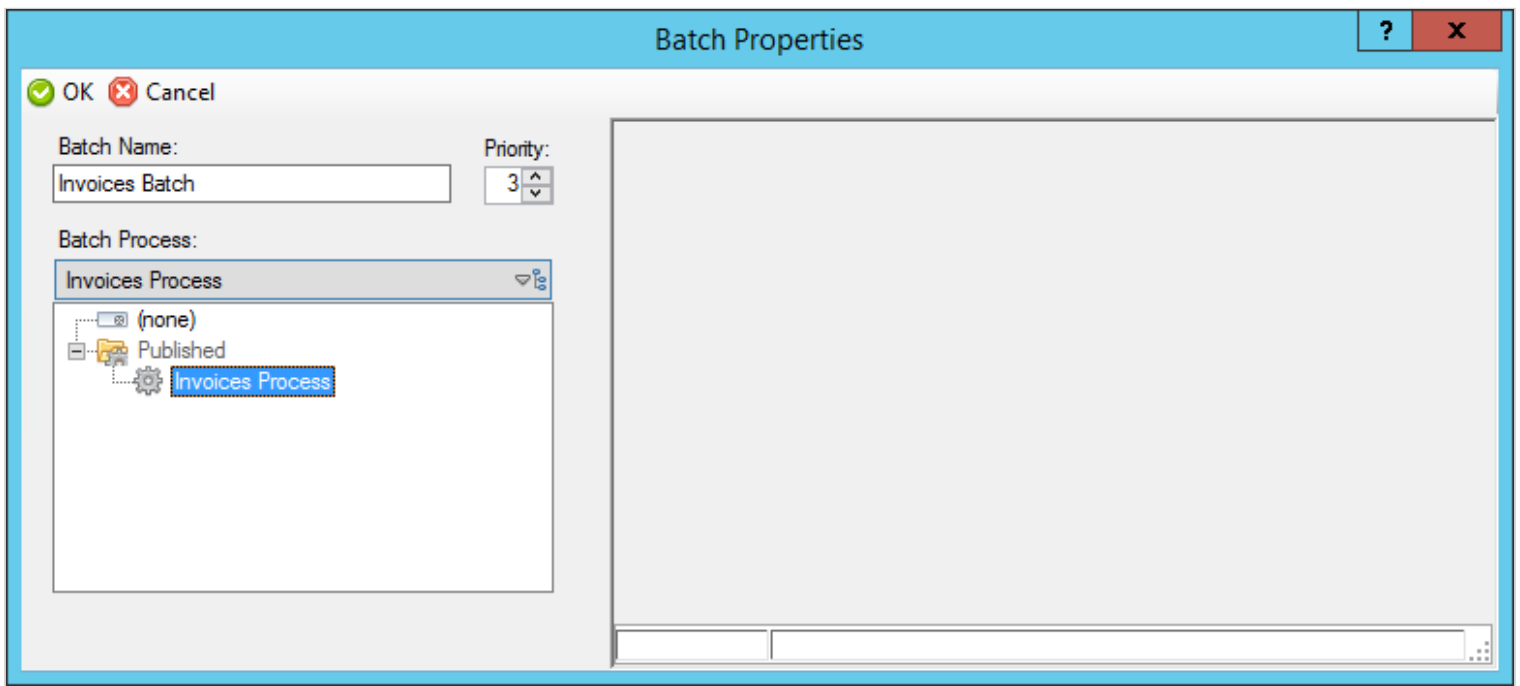 Batch Properties
?
x
OK Cancel
Batch Name:
Priority:
Invoices Batch
3
Batch Process:
Invoices Process
(none)
Published
Invoices Process